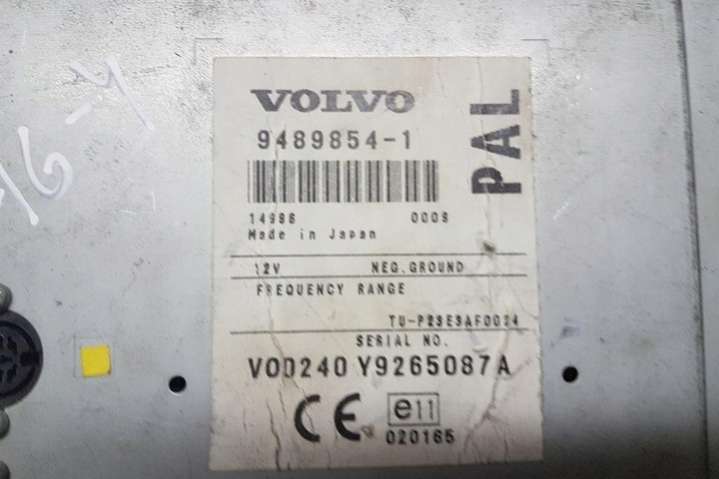 VOLVO
9489854-1
PAL
14998 0009
Made in Japan
12V NEG.GROUND
FREQUENCY RANGE
TU-P23E3AF0024
SERIAL NO.
VOD240 Y9265087A
CE e11
020165